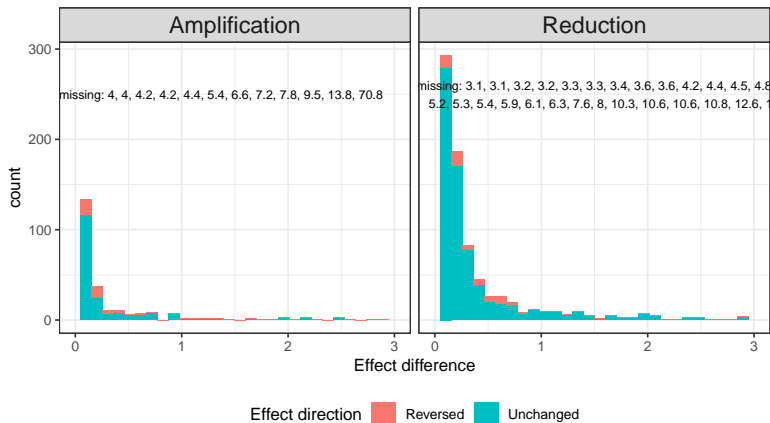 Amplification
Reduction
300
200
100
0
count
missing: 4, 4, 4.2, 4.2, 4.4, 5.4, 6.6, 7.2, 7.8, 9.5, 13.8, 70.8
missing: 3.1, 3.1, 3.2, 3.2, 3.3, 3.3, 3.4, 3.6, 3.6, 4.2, 4.4, 4.5, 4.8
5.2, 5.3, 5.4, 5.9, 6.1, 6.3, 7.6, 8, 10.3, 10.6, 10.6, 10.8, 12.6, 1
0 1 2 3
0 1 2 3
Effect difference
Effect direction Reversed Unchanged